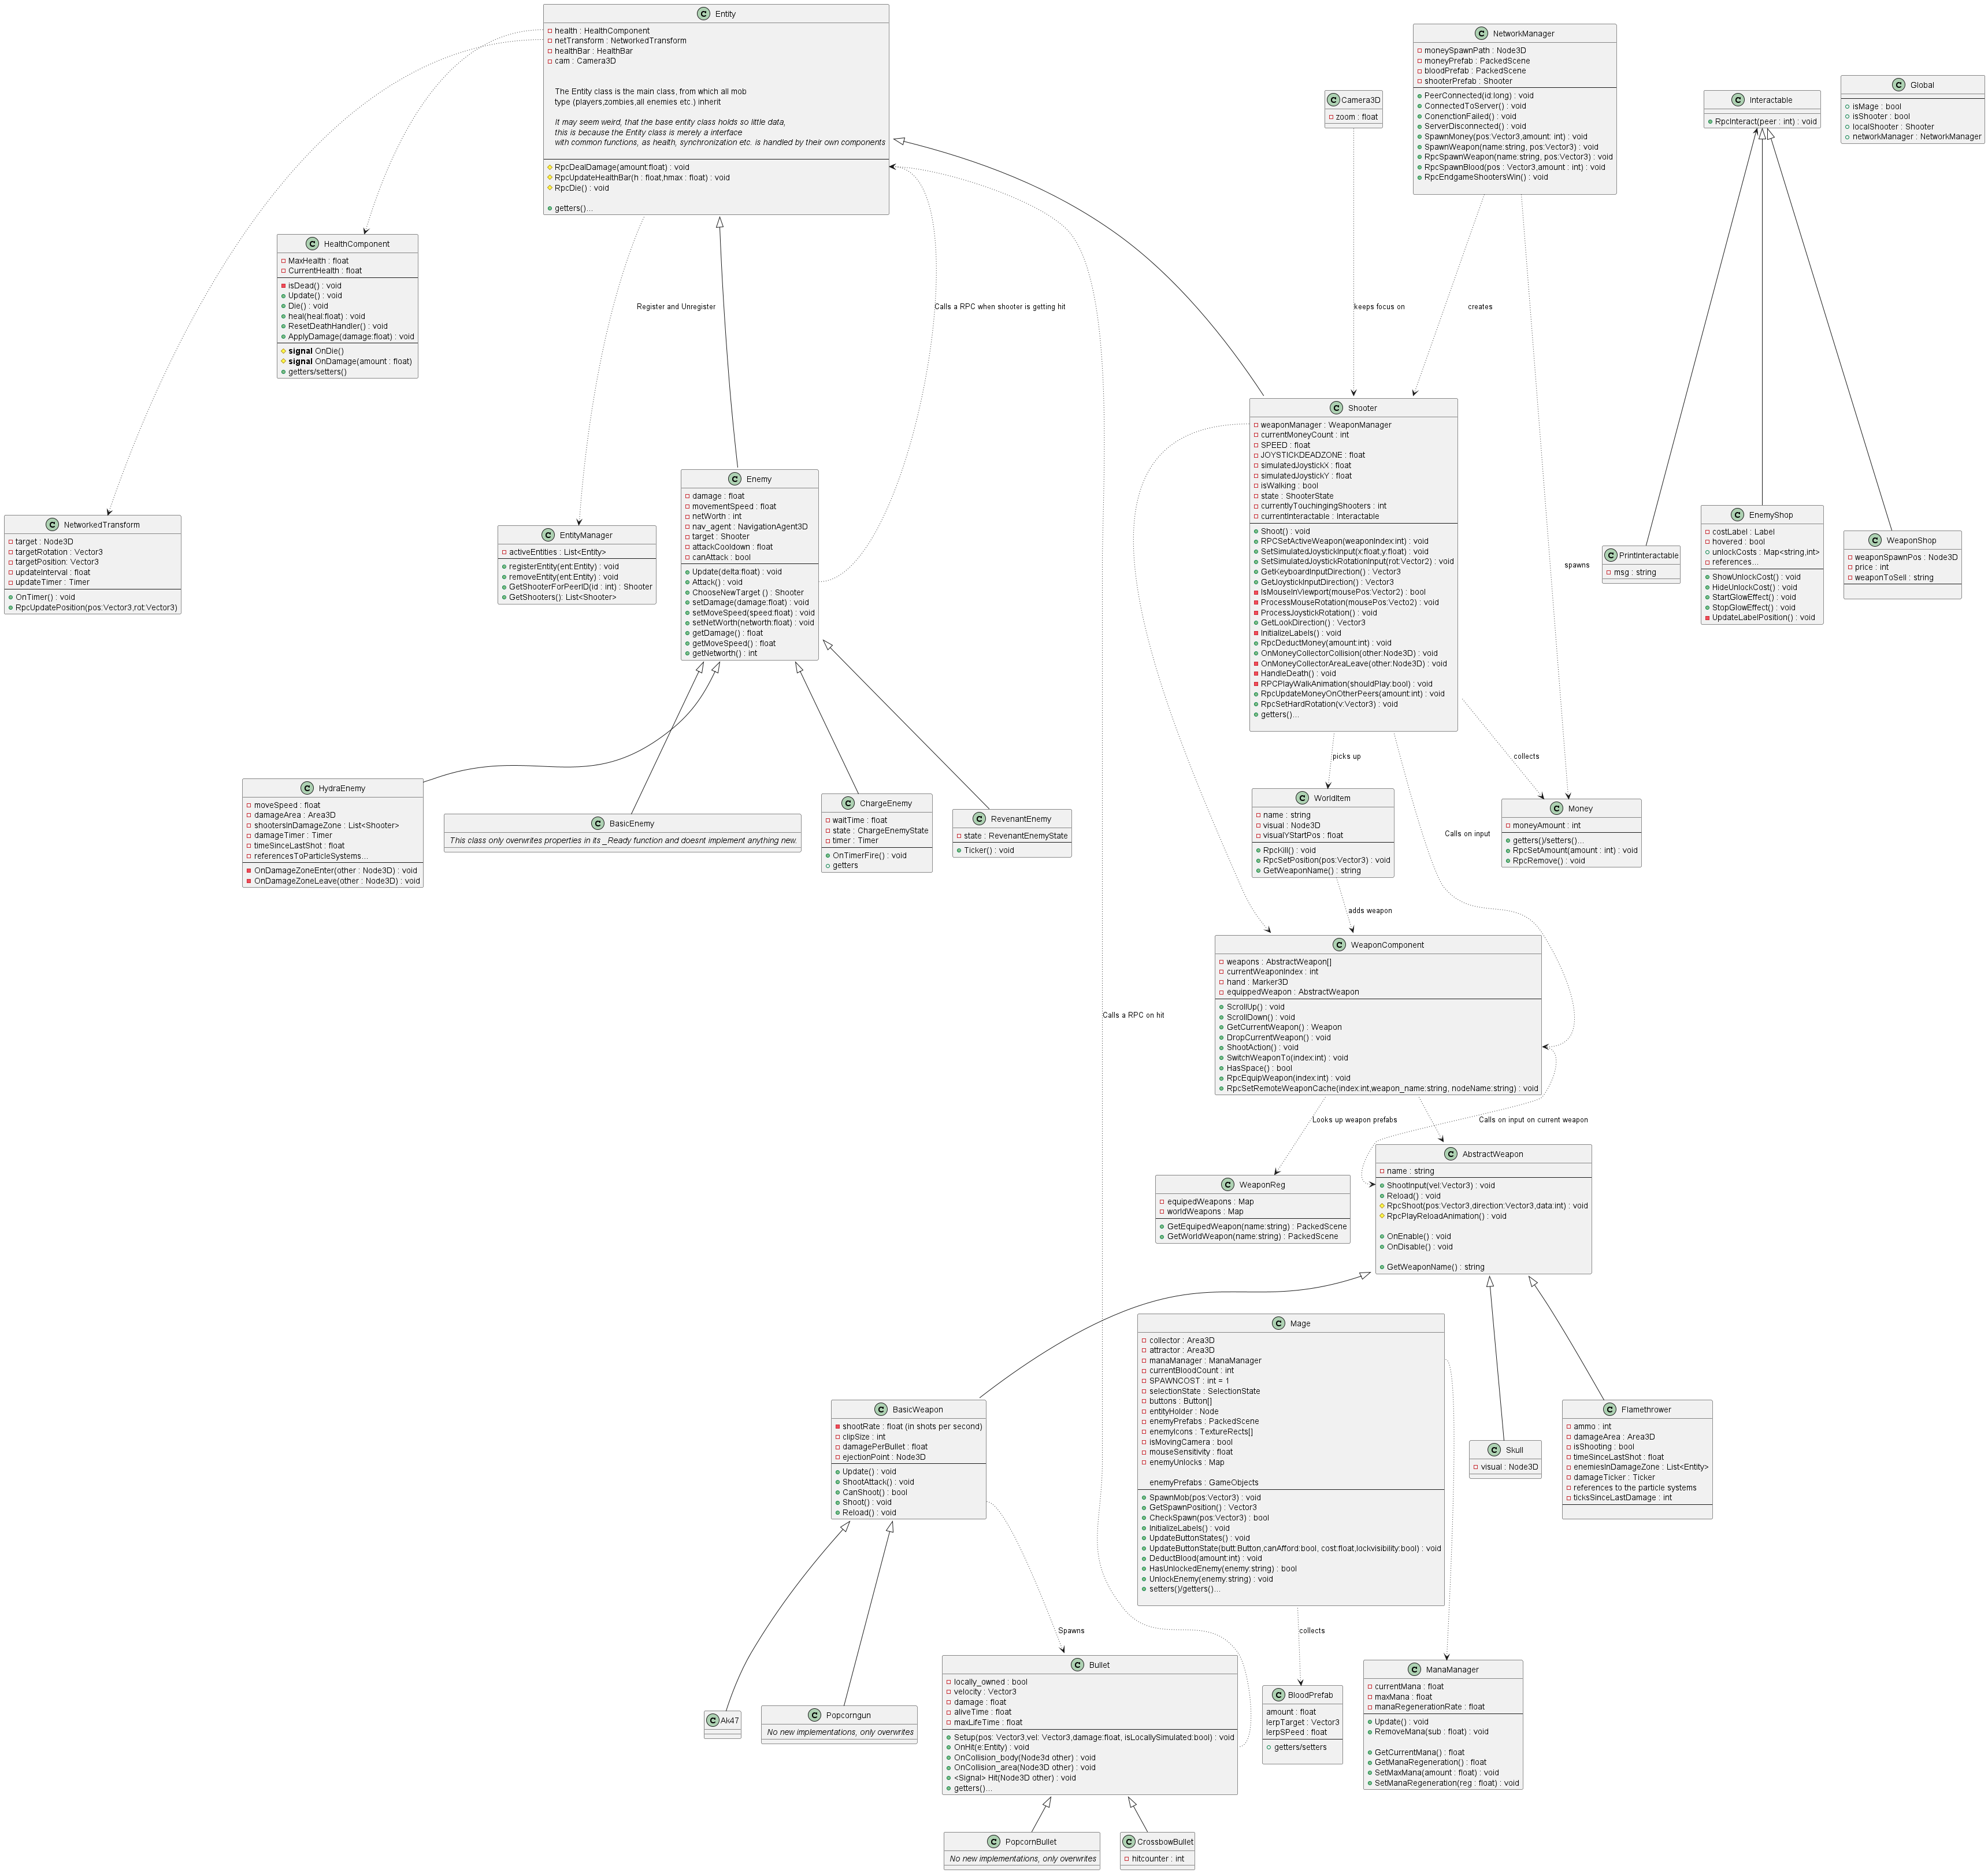 Entity
health : HealthComponent
netTransform : NetworkedTransform
healthBar : HealthBar
cam : Camera3D
The Entity class is the main class, from which all mob
type (players,zombies,all enemies etc.) inherit
It may seem weird, that the base entity class holds so little data,
this is because the Entity class is merely a interface
with common functions, as health, synchronization etc. is handled by their own components
RpcDealDamage(amount:float) : void
RpcUpdateHealthBar(h : float,hmax : float) : void
RpcDie() : void
getters()...
NetworkManager
moneySpawnPath : Node3D
moneyPrefab : PackedScene
bloodPrefab : PackedScene
shooterPrefab : Shooter
PeerConnected(id:long) : void
ConnectedToServer() : void
ConenctionFailed() : void
ServerDisconnected() : void
SpawnMoney(pos:Vector3,amount: int) : void
SpawnWeapon(name:string, pos:Vector3) : void
RpcSpawnWeapon(name:string, pos:Vector3) : void
RpcSpawnBlood(pos : Vector3,amount : int) : void
RpcEndgameShootersWin() : void
Camera3D
zoom : float
Interactable
RpcInteract(peer : int) : void
Global
isMage : bool
isShooter : bool
localShooter : Shooter
networkManager : NetworkManager
HealthComponent
MaxHealth : float
CurrentHealth : float
isDead() : void
Update() : void
Die() : void
heal(heal:float) : void
ResetDeathHandler() : void
ApplyDamage(damage:float) : void
signal OnDie()
signal OnDamage(amount : float)
getters/setters()
Register and Unregister
Calls a RPC when shooter is getting hit
keeps focus on
creates
Shooter
weaponManager : WeaponManager
currentMoneyCount : int
SPEED : float
JOYSTICKDEADZONE : float
simulatedJoystickX : float
simulatedJoystickY : float
isWalking : bool
state : ShooterState
currentlyTouchingingShooters : int
currentInteractable : Interactable
Shoot() : void
RPCSetActiveWeapon(weaponIndex:int) : void
SetSimulatedJoystickInput(x:float,y:float) : void
SetSimulatedJoystickRotationInput(rot:Vector2) : void
GetKeyboardInputDirection() : Vector3
GetJoystickInputDirection() : Vector3
IsMouseInViewport(mousePos:Vector2) : bool
ProcessMouseRotation(mousePos:Vecto2) : void
ProcessJoystickRotation() : void
GetLookDirection() : Vector3
InitializeLabels() : void
RpcDeductMoney(amount:int) : void
OnMoneyCollectorCollision(other:Node3D) : void
OnMoneyCollectorAreaLeave(other:Node3D) : void
HandleDeath() : void
RPCPlayWalkAnimation(shouldPlay:bool) : void
RpcUpdateMoneyOnOtherPeers(amount:int) : void
RpcSetHardRotation(v:Vector3) : void
getters()...
Enemy
damage : float
movementSpeed : float
netWorth : int
nav_agent : NavigationAgent3D
target : Shooter
attackCooldown : float
canAttack : bool
Update(delta:float) : void
Attack() : void
ChooseNewTarget () : Shooter
setDamage(damage:float) : void
setMoveSpeed(speed:float) : void
setNetWorth(networth:float) : void
getDamage() : float
getMoveSpeed() : float
getNetworth() : int
NetworkedTransform
target : Node3D
targetRotation : Vector3
targetPosition: Vector3
updateInterval : float
updateTimer : Timer
OnTimer() : void
RpcUpdatePosition(pos:Vector3,rot:Vector3)
EntityManager
activeEntities : List<Entity>
registerEntity(ent:Entity) : void
removeEntity(ent:Entity) : void
GetShooterForPeerID(id : int) : Shooter
GetShooters(): List<Shooter>
spawns
PrintInteractable
msg : string
EnemyShop
costLabel : Label
hovered : bool
unlockCosts : Map<string,int>
references...
ShowUnlockCost() : void
HideUnlockCost() : void
StartGlowEffect() : void
StopGlowEffect() : void
UpdateLabelPosition() : void
WeaponShop
weaponSpawnPos : Node3D
price : int
weaponToSell : string
picks up
collects
HydraEnemy
moveSpeed : float
damageArea : Area3D
shootersInDamageZone : List<Shooter>
damageTimer : Timer
timeSinceLastShot : float
referencesToParticleSystems...
OnDamageZoneEnter(other : Node3D) : void
OnDamageZoneLeave(other : Node3D) : void
BasicEnemy
This class only overwrites properties in its _Ready function and doesnt implement anything new.
ChargeEnemy
waitTime : float
state : ChargeEnemyState
timer : Timer
OnTimerFire() : void
getters
RevenantEnemy
state : RevenantEnemyState
Ticker() : void
WorldItem
name : string
visual : Node3D
visualYStartPos : float
RpcKill() : void
RpcSetPosition(pos:Vector3) : void
GetWeaponName() : string
Calls on input
Money
moneyAmount : int
getters()/setters()...
RpcSetAmount(amount : int) : void
RpcRemove() : void
adds weapon
WeaponComponent
weapons : AbstractWeapon[]
currentWeaponIndex : int
hand : Marker3D
equippedWeapon : AbstractWeapon
ScrollUp() : void
ScrollDown() : void
GetCurrentWeapon() : Weapon
DropCurrentWeapon() : void
ShootAction() : void
SwitchWeaponTo(index:int) : void
HasSpace() : bool
RpcEquipWeapon(index:int) : void
RpcSetRemoteWeaponCache(index:int,weapon_name:string, nodeName:string) : void
Calls a RPC on hit
Looks up weapon prefabs
Calls on input on current weapon
WeaponReg
equipedWeapons : Map
worldWeapons : Map
GetEquipedWeapon(name:string) : PackedScene
GetWorldWeapon(name:string) : PackedScene
AbstractWeapon
name : string
ShootInput(vel:Vector3) : void
Reload() : void
RpcShoot(pos:Vector3,direction:Vector3,data:int) : void
RpcPlayReloadAnimation() : void
OnEnable() : void
OnDisable() : void
GetWeaponName() : string
Mage
collector : Area3D
attractor : Area3D
manaManager : ManaManager
currentBloodCount : int
SPAWNCOST : int = 1
selectionState : SelectionState
buttons : Button[]
entityHolder : Node
enemyPrefabs : PackedScene
enemyIcons : TextureRects[]
isMovingCamera : bool
mouseSensitivity : float
enemyUnlocks : Map
enemyPrefabs : GameObjects
SpawnMob(pos:Vector3) : void
GetSpawnPosition() : Vector3
CheckSpawn(pos:Vector3) : bool
InitializeLabels() : void
UpdateButtonStates() : void
UpdateButtonState(butt:Button,canAfford:bool, cost:float,lockvisibility:bool) : void
DeductBlood(amount:int) : void
HasUnlockedEnemy(enemy:string) : bool
UnlockEnemy(enemy:string) : void
setters()/getters()...
BasicWeapon
shootRate : float (in shots per second)
clipSize : int
damagePerBullet : float
ejectionPoint : Node3D
Update() : void
ShootAttack() : void
CanShoot() : bool
Shoot() : void
Reload() : void
Skull
visual : Node3D
Flamethrower
ammo : int
damageArea : Area3D
isShooting : bool
timeSinceLastShot : float
enemiesInDamageZone : List<Entity>
damageTicker : Ticker
references to the particle systems
ticksSinceLastDamage : int
Spawns
collects
Ak47
Popcorngun
No new implementations, only overwrites
Bullet
locally_owned : bool
velocity : Vector3
damage : float
aliveTime : float
maxLifeTime : float
Setup(pos: Vector3,vel: Vector3,damage:float, isLocallySimulated:bool) : void
OnHit(e:Entity) : void
OnCollision_body(Node3d other) : void
OnCollision_area(Node3D other) : void
<Signal> Hit(Node3D other) : void
getters()...
BloodPrefab
amount : float
lerpTarget : Vector3
lerpSPeed : float
getters/setters
ManaManager
currentMana : float
maxMana : float
manaRegenerationRate : float
Update() : void
RemoveMana(sub : float) : void
GetCurrentMana() : float
GetManaRegeneration() : float
SetMaxMana(amount : float) : void
SetManaRegeneration(reg : float) : void
PopcornBullet
No new implementations, only overwrites
CrossbowBullet
hitcounter : int